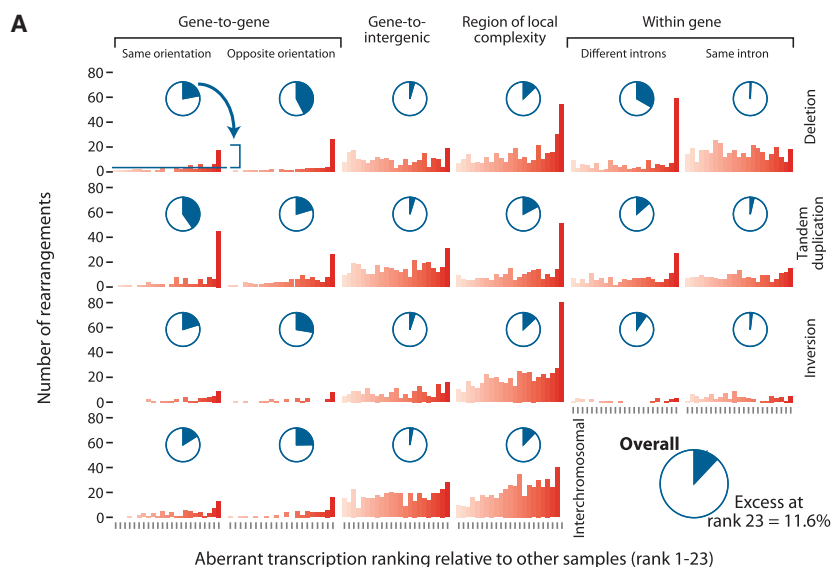 A
Gene-to-gene
Gene-to-
intergenic
Region of local
complexity
Within gene
Same orientation
Opposite orientation
Different introns
Same intron
80
60
40
20
0
Deletion
80
60
40
20
0
Tandem
duplication
80
60
40
20
0
Inversion
80
60
40
20
0
Interchromosomal
Number of rearrangements
Overall
Excess at
rank 23 = 11.6%
Aberrant transcription ranking relative to other samples (rank 1-23)